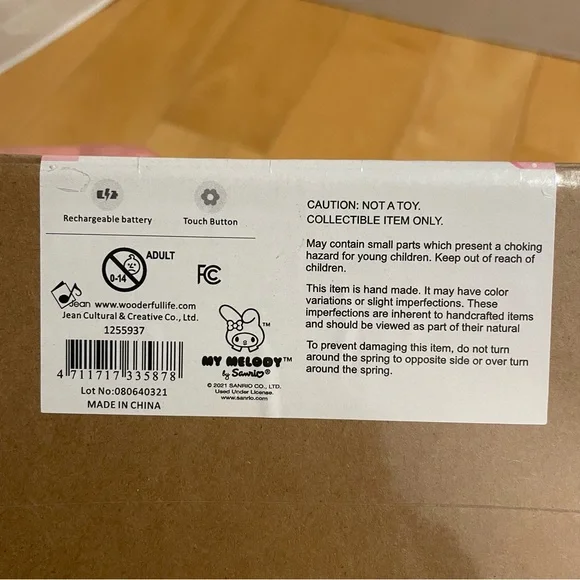 Rechargeable battery
Touch Button
0-14
ADULT
FC
Jean www.wooderfullife.com
Jean Cultural & Creative Co., Ltd.
1255937
4 711717 335878
Lot No:080640321
MADE IN CHINA
TM
MY MELODY™
by Sanrio®
© 2021 SANRIO CO., LTD.
Used Under License.
www.sanrio.com
CAUTION: NOT A TOY.
COLLECTIBLE ITEM ONLY.
May contain small parts which present a choking
hazard for young children. Keep out of reach of
children.
This item is hand made. It may have color
variations or slight imperfections. These
imperfections are inherent to handcrafted items
and should be viewed as part of their natural
To prevent damaging this item, do not turn
around the spring to opposite side or over turn
around the spring.